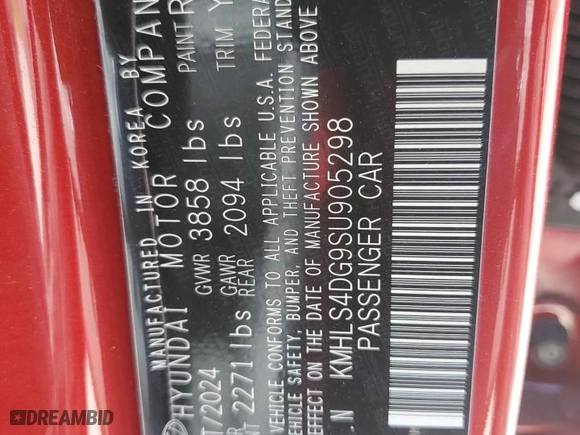 MANUFACTURED IN KOREA BY
HYUNDAI MOTOR COMPAN
T/2024 GVWR 3858 lbs PAINT
2271 lbs GAWR REAR 2094 lbs TRIM Y
VEHICLE CONFORMS TO ALL APPLICABLE U.S.A. FEDERA
VEHICLE SAFETY, BUMPER, AND THEFT PREVENTION STAND
EFFECT ON THE DATE OF MANUFACTURE SHOWN ABOVE
.N KMHLS4DG9SU905298
PASSENGER CAR
DREAMBID